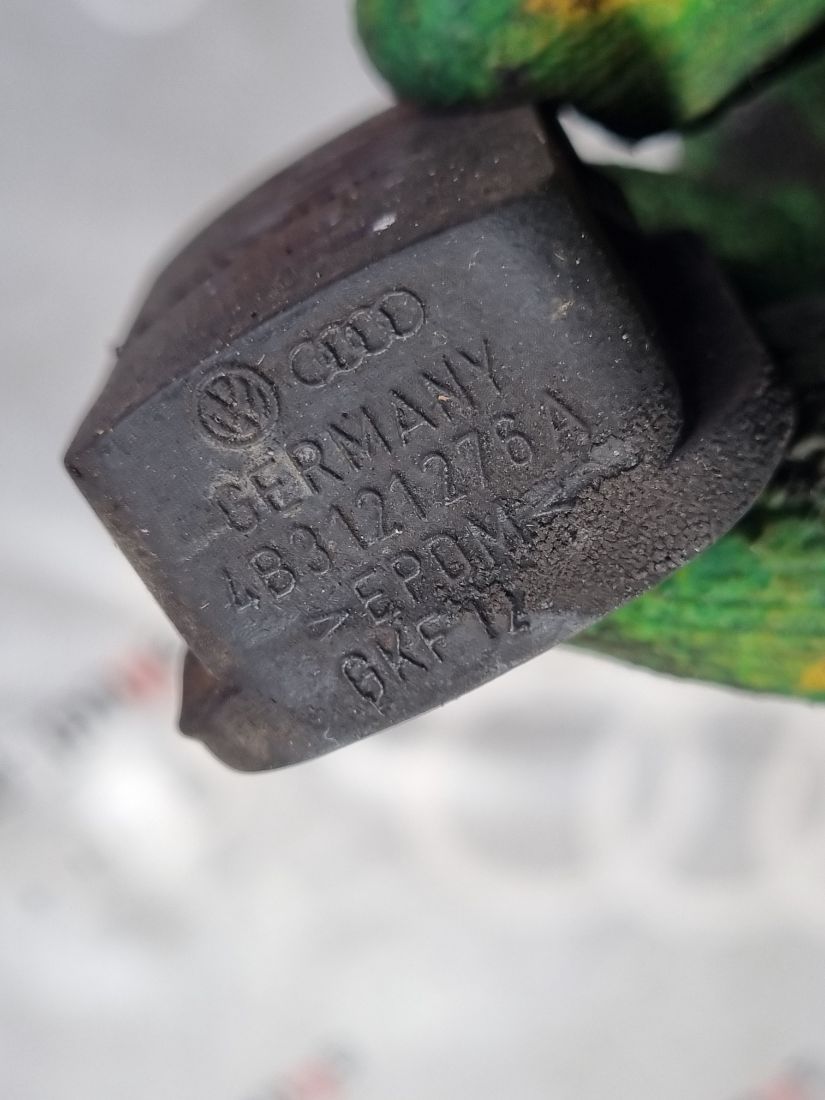 GERMANY
4B3121276A
>EPDM<
GKF 12